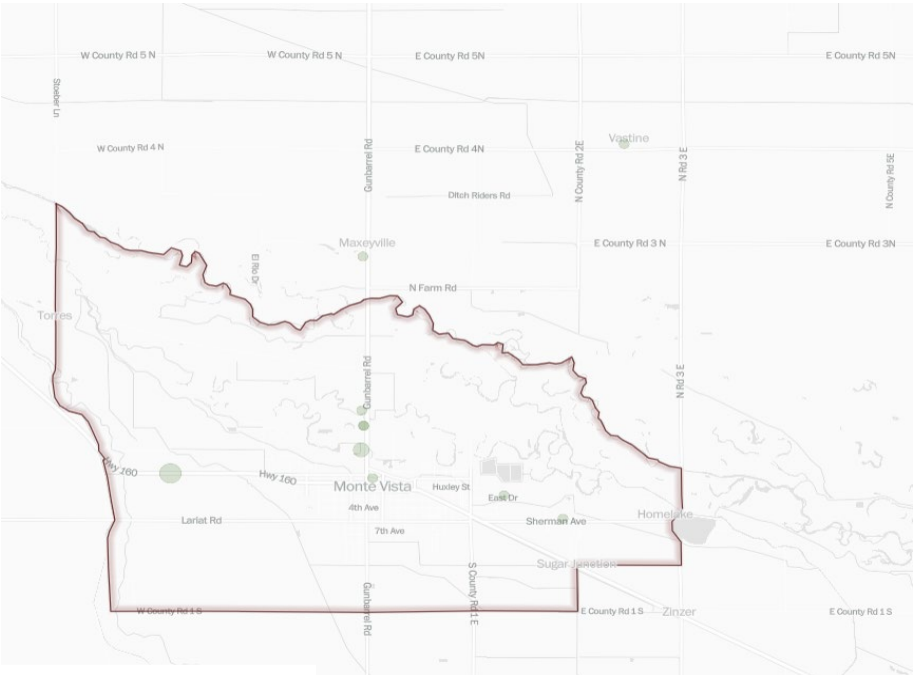 W County Rd 5 N
W County Rd 5 N
E County Rd 5N
E County Rd 5N
Stoeber Ln
W County Rd 4 N
Gunbarrel Rd
E County Rd 4N
Vastine
N County Rd 2E
N Rd 3 E
N County Rd 5E
Ditch Riders Rd
Maxeyville
E County Rd 3 N
E County Rd 3N
El Rio Dr
N Farm Rd
Torres
Gunbarrel Rd
N Rd 3 E
Hwy 160
Hwy 160
Monte Vista
Huxley St
East Dr
4th Ave
Lariat Rd
Sherman Ave
Homelake
7th Ave
Sugar Junction
S County Rd 1 E
Gunbarrel Rd
W County Rd 1 S
E County Rd 1 S
Zinzer
E County Rd 1 S